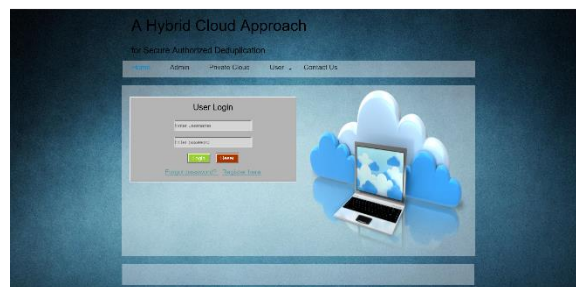 A Hybrid Cloud Approach
for Secure Authorized Deduplication
Home Admin Private Cloud User Contact Us
User Login
Enter username
Enter password
Login
Forgot password? Register here